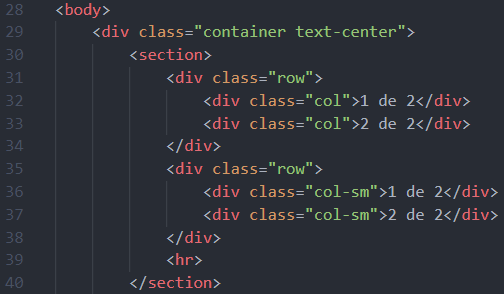 28 <body>
29 <div class="container text-center">
30 <section>
31 <div class="row">
32 <div class="col">1 de 2</div>
33 <div class="col">2 de 2</div>
34 </div>
35 <div class="row">
36 <div class="col-sm">1 de 2</div>
37 <div class="col-sm">2 de 2</div>
38 </div>
39 <hr>
40 </section>